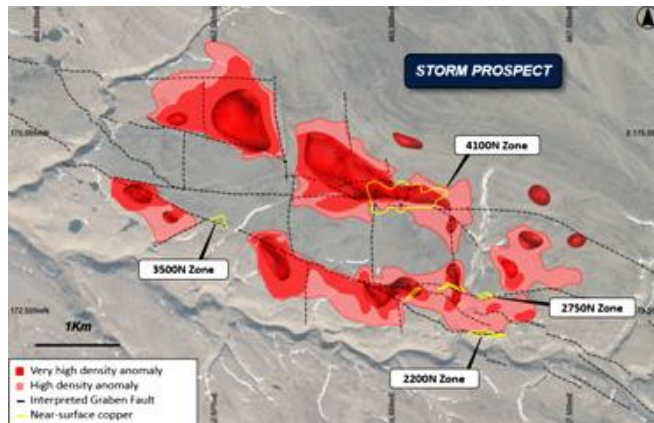 STORM PROSPECT
4100N Zone
3500N Zone
2750N Zone
2200N Zone
1Km
Very high density anomaly
High density anomaly
Interpreted Graben Fault
Near-surface copper